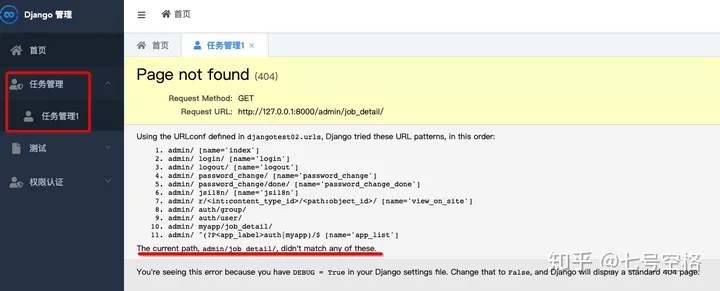 Django 管理
首页
首页
首页
任务管理1 ×
任务管理
任务管理1
测试
权限认证
Page not found (404)
Request Method: GET
Request URL: http://127.0.0.1:8000/admin/job_detail/
Using the URLconf defined in djangotest02.urls, Django tried these URL patterns, in this order:
1. admin/ [name='index']
2. admin/ login/ [name='login']
3. admin/ logout/ [name='logout']
4. admin/ password_change/ [name='password_change']
5. admin/ password_change/done/ [name='password_change_done']
6. admin/ jsi18n/ [name='jsi18n']
7. admin/ r/<int:content_type_id>/<path:object_id>/ [name='view_on_site']
8. admin/ auth/group/
9. admin/ auth/user/
10. admin/ myapp/job_detail/
11. admin/ ^(?P<app_label>auth|myapp)/$ [name='app_list']
The current path, admin/job_detail/, didn't match any of these.
You're seeing this error because you have DEBUG = True in your Django settings file. Change that to False, and Django will display a standard 404 page.
知乎 @七号空格